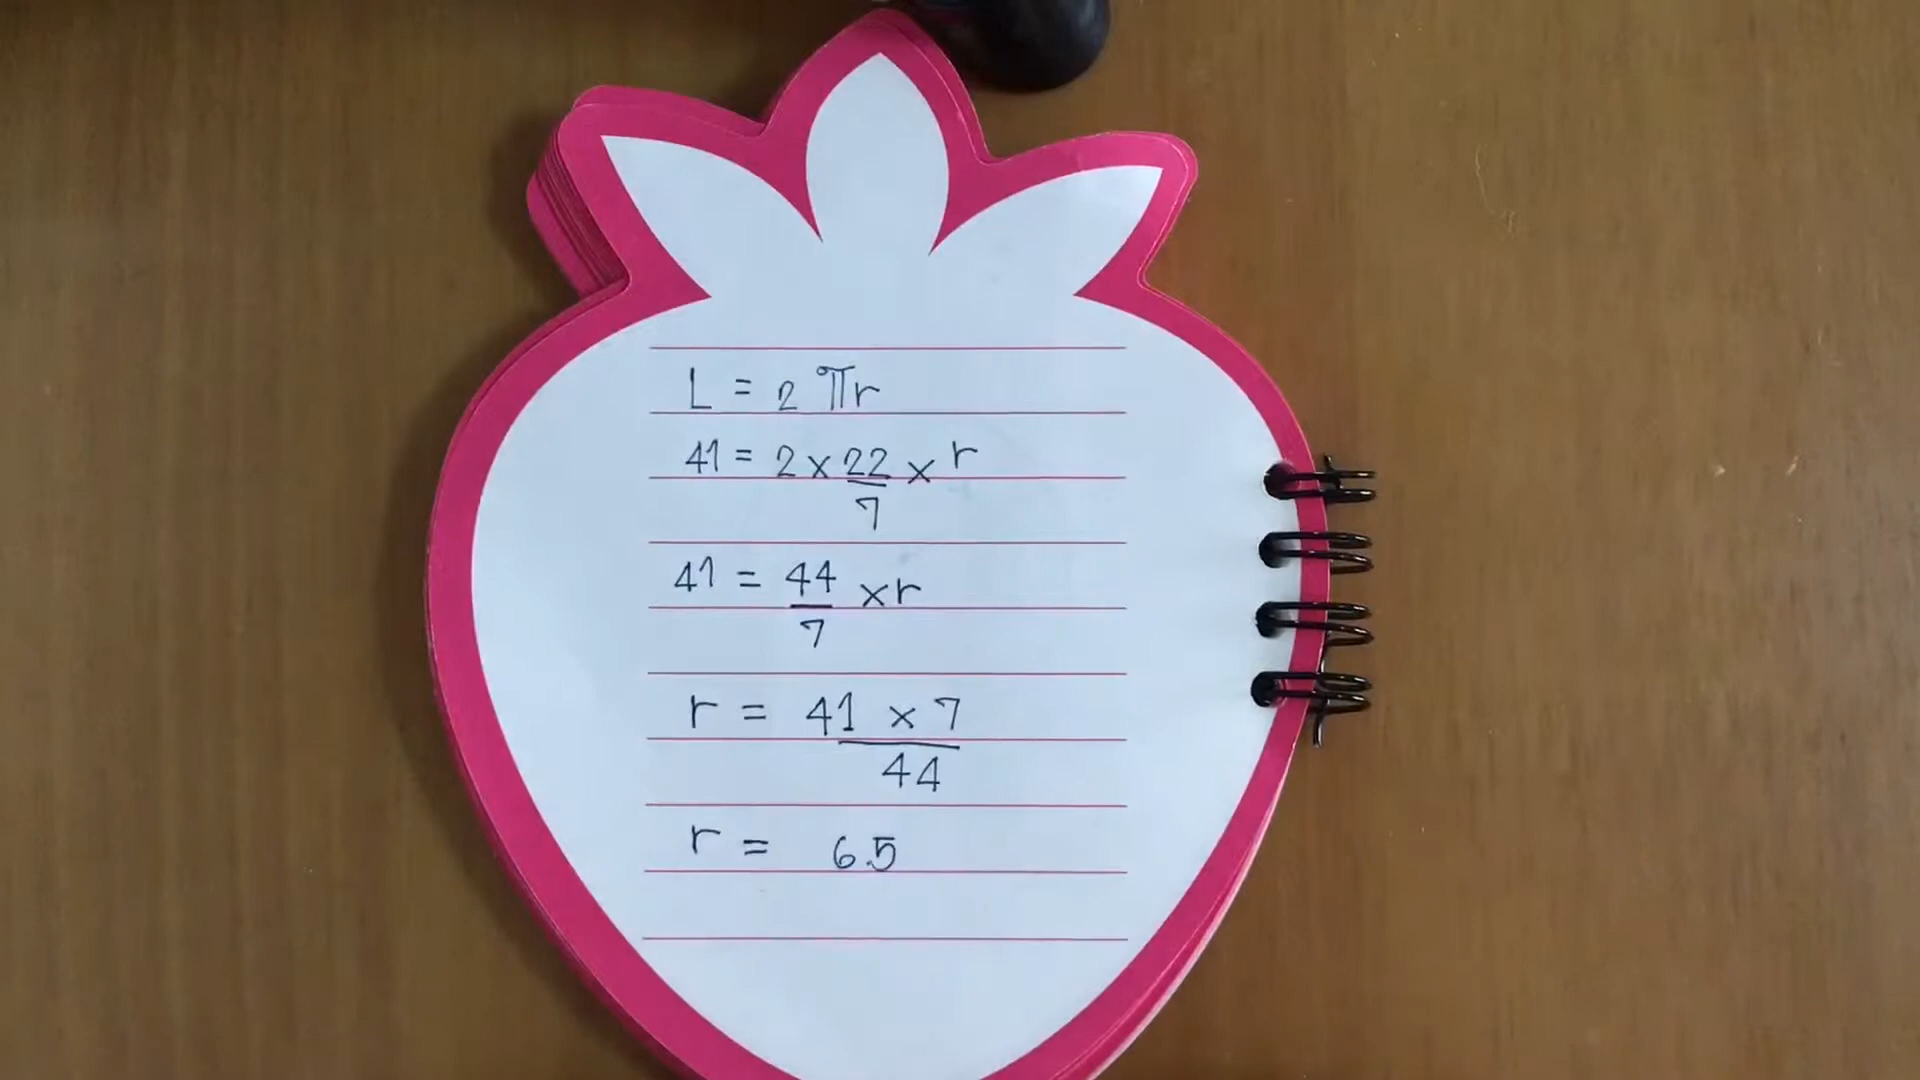 L = 2 πr
41 = 2 x 22/7 x r
41 = 44/7 x r
r = 41 x 7/44
r = 6.5